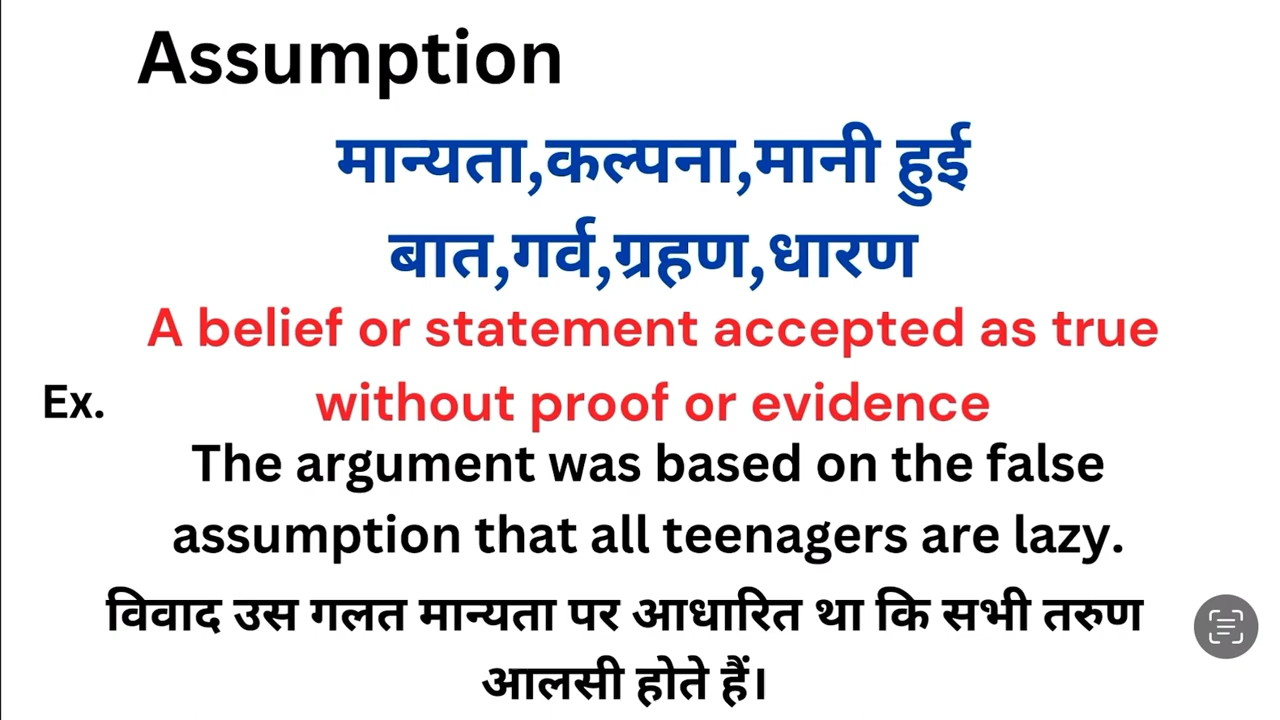 Assumption
मान्यता,कल्पना,मानी हुई
बात,गर्व,ग्रहण,धारण
A belief or statement accepted as true
Ex. without proof or evidence
The argument was based on the false
assumption that all teenagers are lazy.
विवाद उस गलत मान्यता पर आधारित था कि सभी तरुण
आलसी होते हैं।